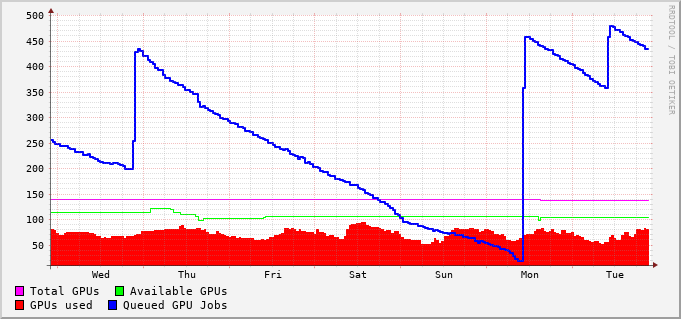 500
450
400
350
300
250
200
150
100
50
Wed Thu Fri Sat Sun Mon Tue
Total GPUs Available GPUs
GPUs used Queued GPU Jobs
RRDTOOL / TOBI OETIKER